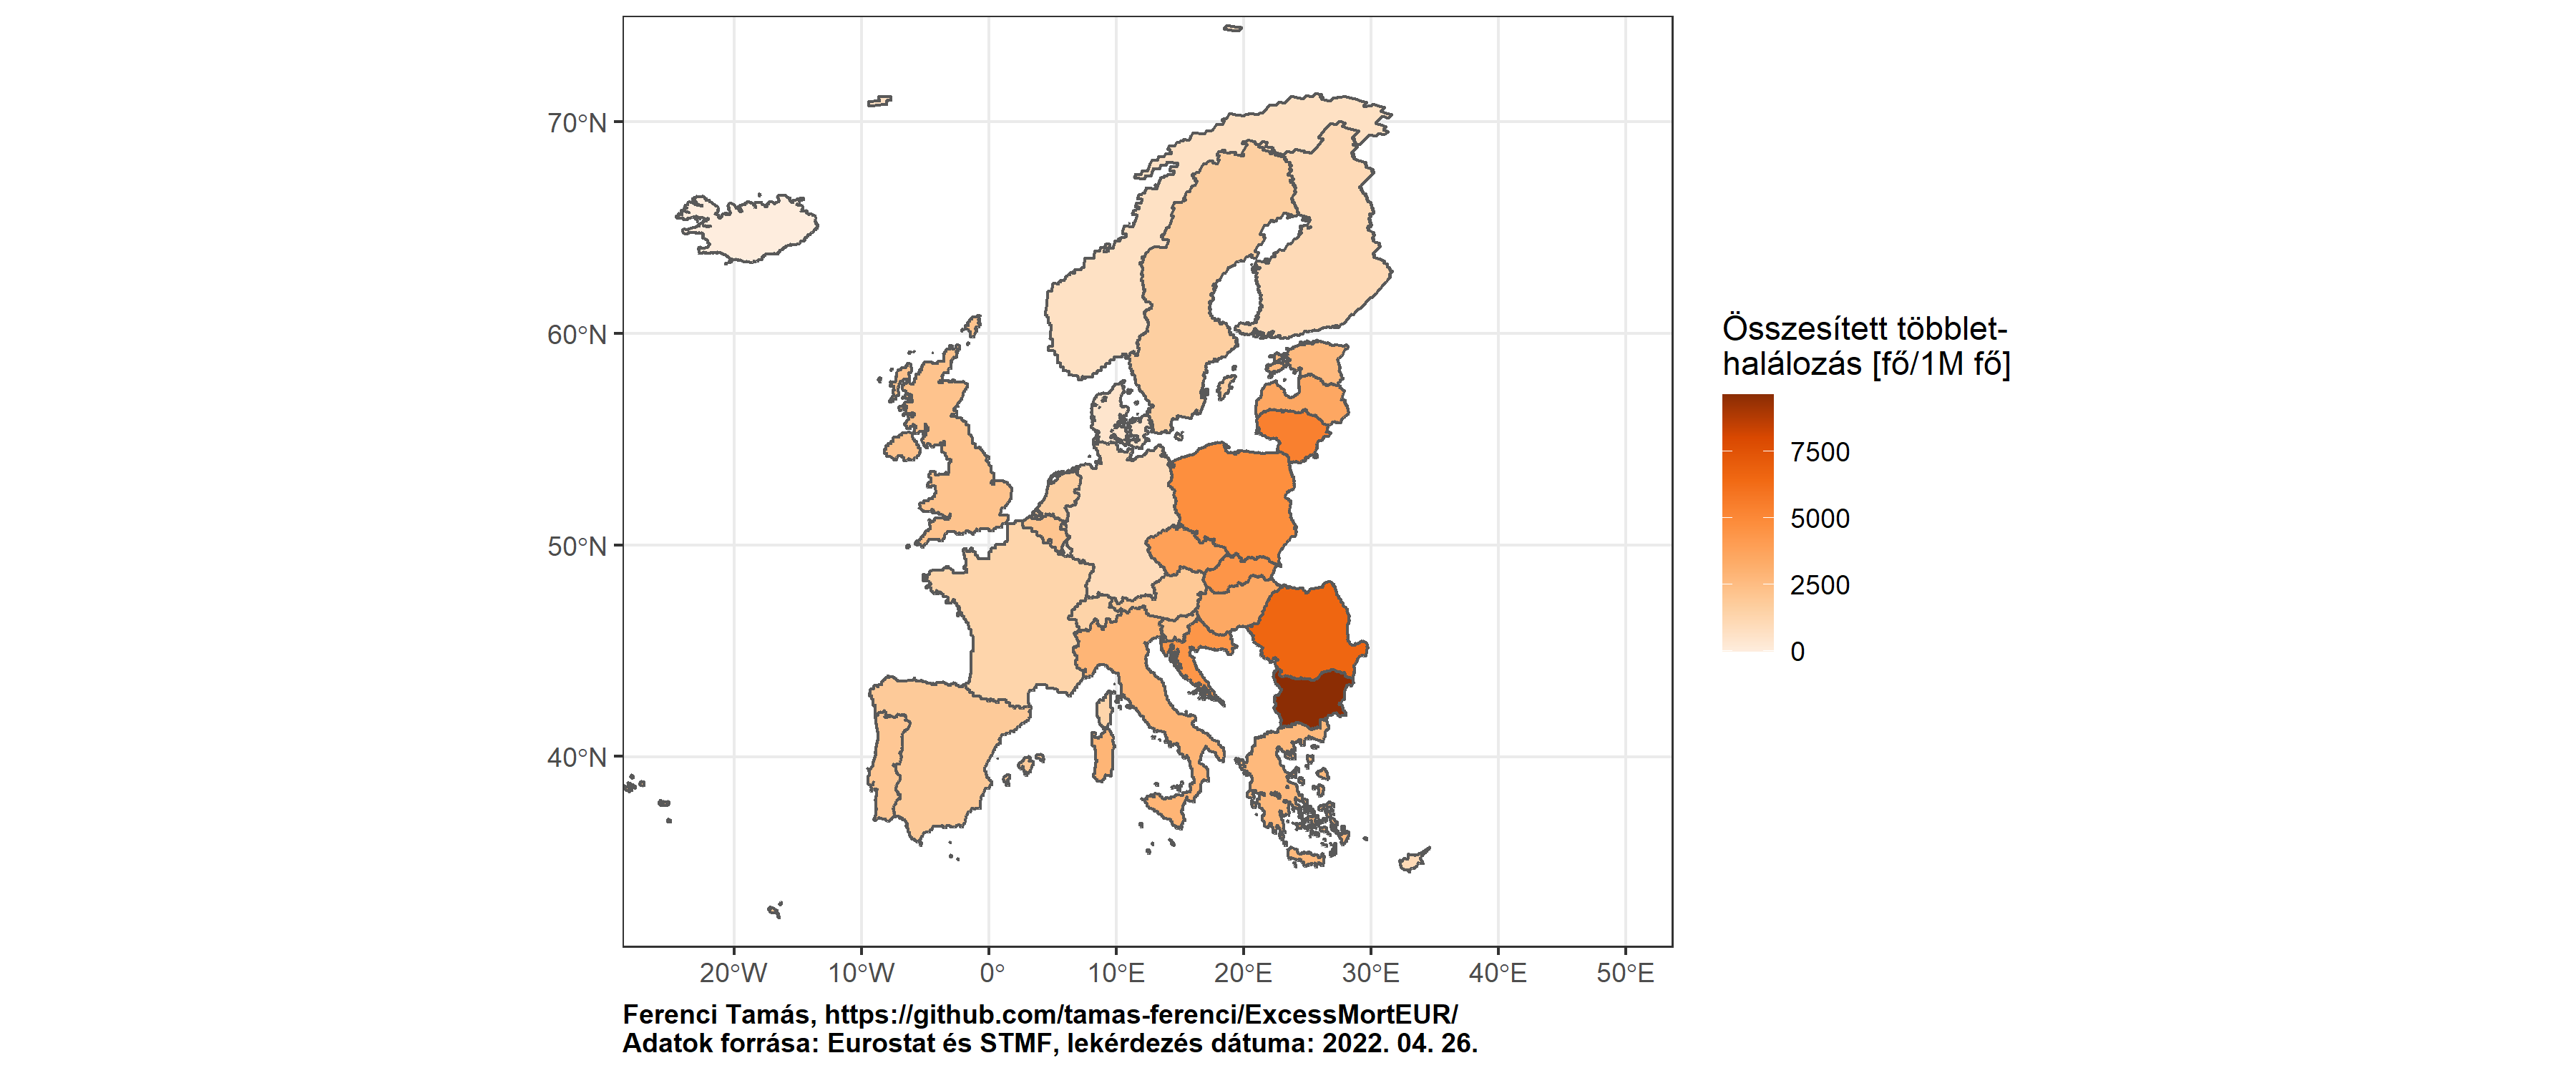 70°N
60°N
50°N
40°N
20°W 10°W 0° 10°E 20°E 30°E 40°E 50°E
Összesített többlet-
halálozás [fő/1M fő]
7500
5000
2500
0
Ferenci Tamás, https://github.com/tamas-ferenci/ExcessMortEUR/
Adatok forrása: Eurostat és STMF, lekérdezés dátuma: 2022. 04. 26.